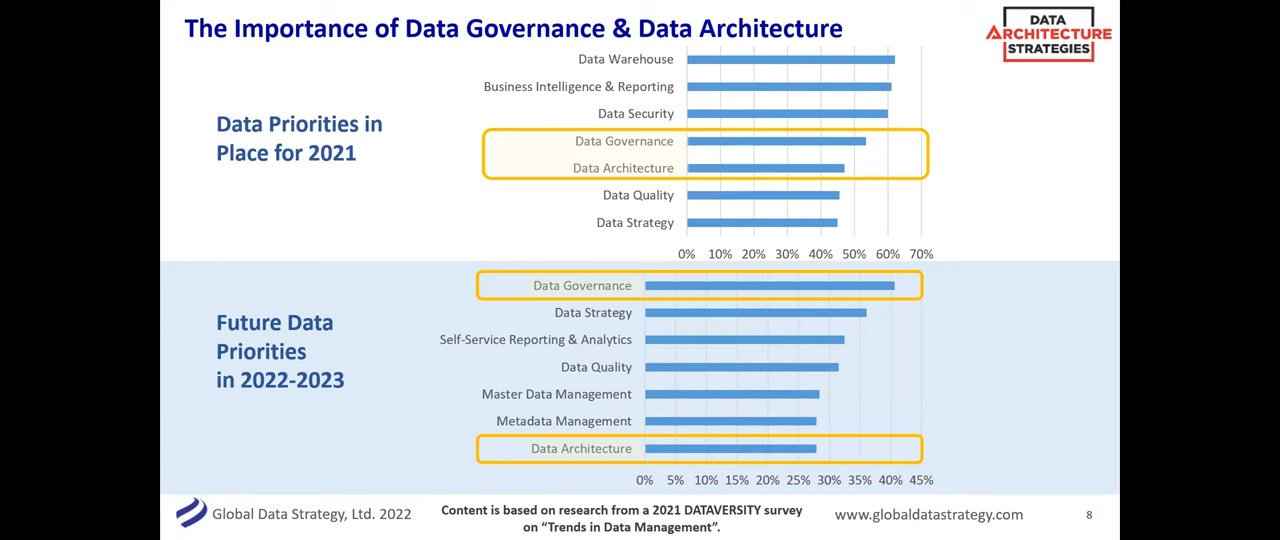 The Importance of Data Governance & Data Architecture
DATA
ARCHITECTURE
STRATEGIES
Data Priorities in
Place for 2021
Data Warehouse
Business Intelligence & Reporting
Data Security
Data Governance
Data Architecture
Data Quality
Data Strategy
0% 10% 20% 30% 40% 50% 60% 70%
Future Data
Priorities
in 2022-2023
Data Governance
Data Strategy
Self-Service Reporting & Analytics
Data Quality
Master Data Management
Metadata Management
Data Architecture
0% 5% 10% 15% 20% 25% 30% 35% 40% 45%
Global Data Strategy, Ltd. 2022
Content is based on research from a 2021 DATAVERSITY survey
on “Trends in Data Management”.
www.globaldatastrategy.com
8